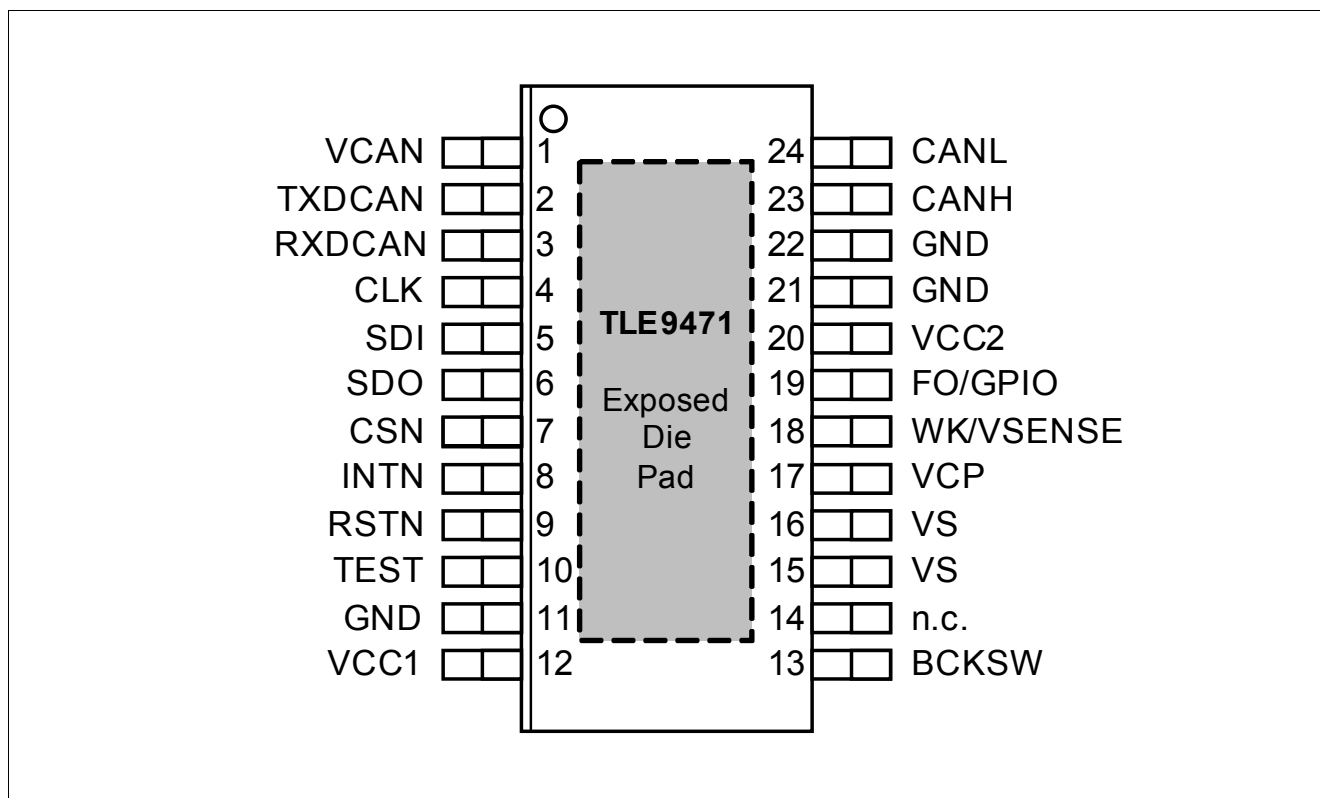 VCAN 1 24 CANL
TXDCAN 2 23 CANH
RXDCAN 3 22 GND
CLK 4 21 GND
SDI 5 TLE9471 20 VCC2
SDO 6 Exposed 19 FO/GPIO
CSN 7 Die 18 WK/VSENSE
INTN 8 Pad 17 VCP
RSTN 9 16 VS
TEST 10 15 VS
GND 11 14 n.c.
VCC1 12 13 BCKSW